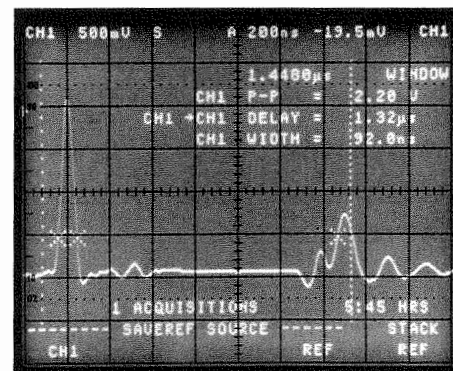 CH1 500mV S A 200ns -19.5mV CH1
1.4400µs WINDOW
CH1 P-P = 2.20 V
CH1 →CH1 DELAY = 1.32µs
CH1 WIDTH = 92.0ns
1 ACQUISITIONS 5:45 HRS
-------- SAVEREF SOURCE ------ STACK
CH1 REF REF